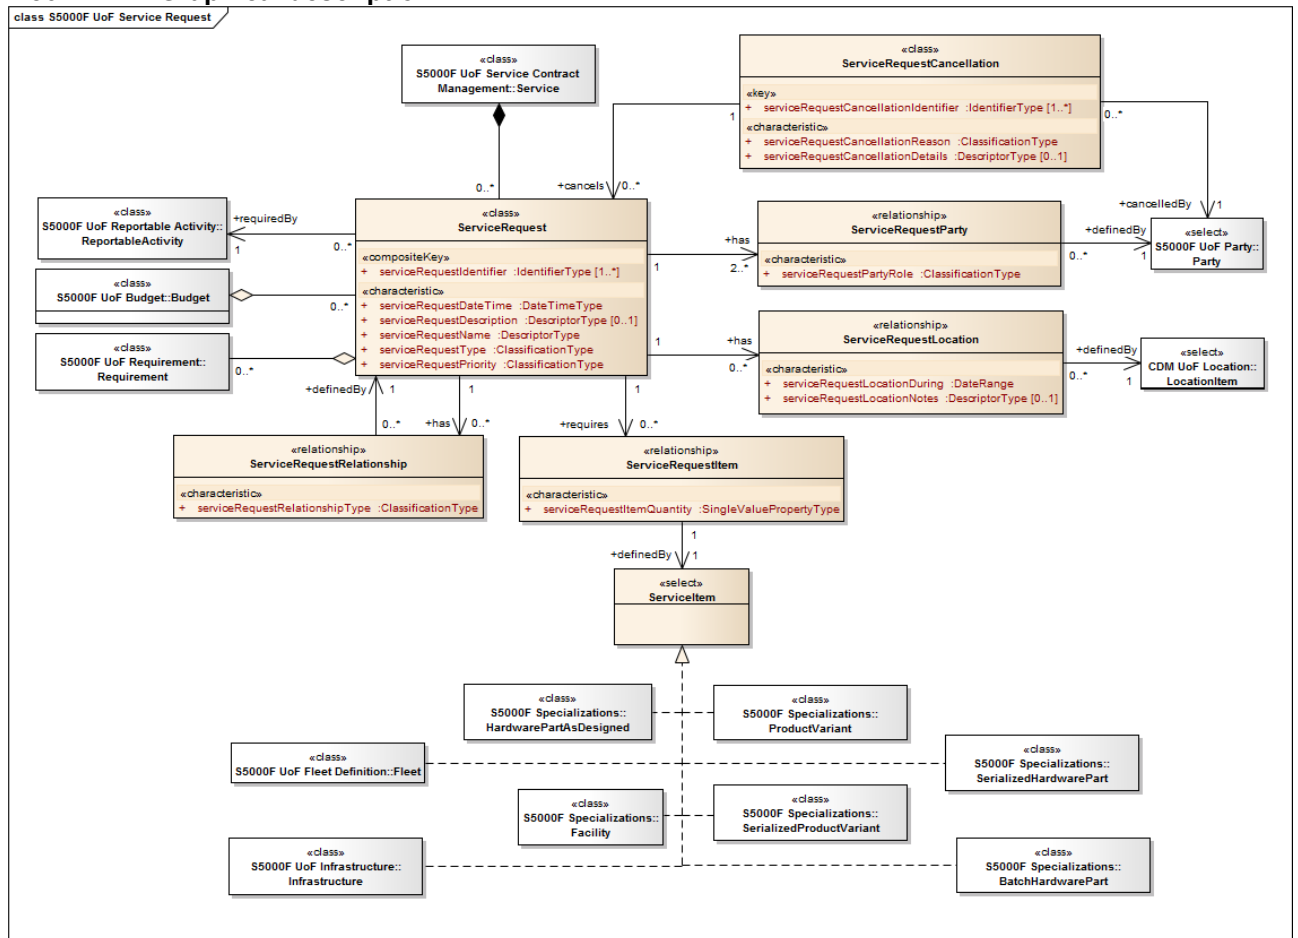 class S5000F UoF Service Request
«class»
S5000F UoF Service Contract
Management::Service
«class»
ServiceRequestCancellation
«key»
+ serviceRequestCancellationIdentifier :IdentifierType [1..*]
«characteristic»
+ serviceRequestCancellationReason :ClassificationType
+ serviceRequestCancellationDetails :DescriptorType [0..1]
1
0..*
0..*
+cancels
0..*
+cancelledBy
1
«class»
S5000F UoF Reportable Activity::
ReportableActivity
+requiredBy
1
0..*
«class»
ServiceRequest
«compositeKey»
+ serviceRequestIdentifier :IdentifierType [1..*]
«characteristic»
+ serviceRequestDateTime :DateTimeType
+ serviceRequestDescription :DescriptorType [0..1]
+ serviceRequestName :DescriptorType
+ serviceRequestType :ClassificationType
+ serviceRequestPriority :ClassificationType
1
+has
2..*
«relationship»
ServiceRequestParty
«characteristic»
+ serviceRequestPartyRole :ClassificationType
+definedBy
0..*
1
«select»
S5000F UoF Party::
Party
«class»
S5000F UoF Budget::Budget
0..*
«class»
S5000F UoF Requirement::
Requirement
0..*
1
+has
0..*
«relationship»
ServiceRequestLocation
«characteristic»
+ serviceRequestLocationDuring :DateRange
+ serviceRequestLocationNotes :DescriptorType [0..1]
+definedBy
0..*
1
«select»
CDM UoF Location::
LocationItem
+definedBy
1
1
1
0..*
+has
0..*
+requires
0..*
«relationship»
ServiceRequestRelationship
«characteristic»
+ serviceRequestRelationshipType :ClassificationType
«relationship»
ServiceRequestItem
«characteristic»
+ serviceRequestItemQuantity :SingleValuePropertyType
1
+definedBy
1
«select»
ServiceItem
«class»
S5000F Specializations::
HardwarePartAsDesigned
«class»
S5000F Specializations::
ProductVariant
«class»
S5000F UoF Fleet Definition::Fleet
«class»
S5000F Specializations::
SerializedHardwarePart
«class»
S5000F Specializations::
Facility
«class»
S5000F Specializations::
SerializedProductVariant
«class»
S5000F UoF Infrastructure::
Infrastructure
«class»
S5000F Specializations::
BatchHardwarePart